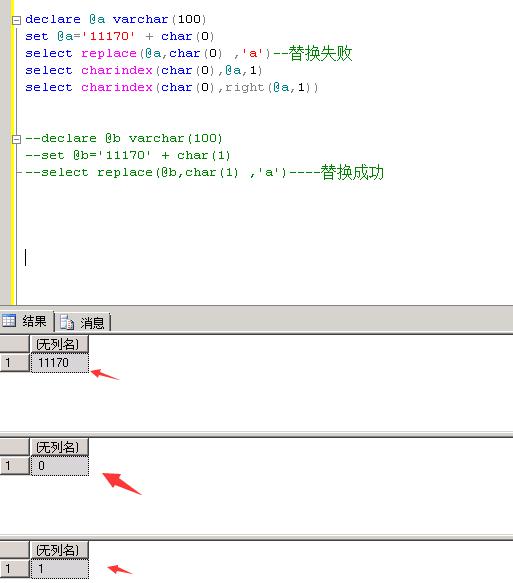 declare @a varchar(100)
set @a='11170' + char(0)
select replace(@a,char(0) ,'a')--替换失败
select charindex(char(0),@a,1)
select charindex(char(0),right(@a,1))
--declare @b varchar(100)
--set @b='11170' + char(1)
--select replace(@b,char(1) ,'a')----替换成功
结果 消息
(无列名)
1 11170
(无列名)
1 0
(无列名)
1 1